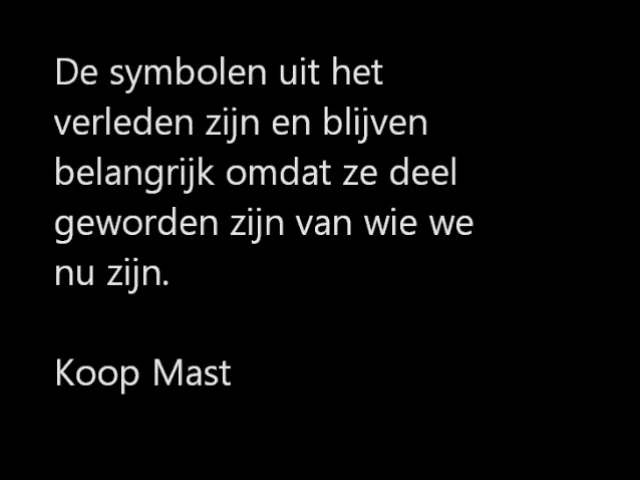 De symbolen uit het
verleden zijn en blijven
belangrijk omdat ze deel
geworden zijn van wie we
nu zijn.
Koop Mast